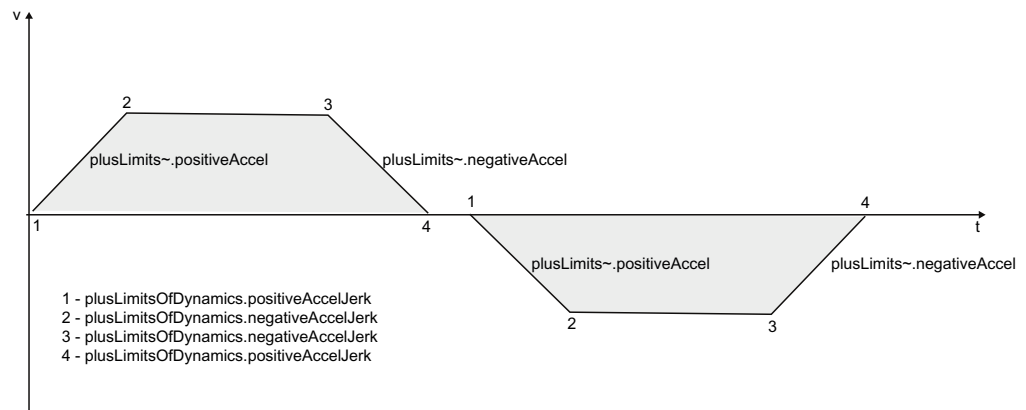 v
2
3
plusLimits~.positiveAccel
plusLimits~.negativeAccel
1
4
1
4
t
plusLimits~.positiveAccel
plusLimits~.negativeAccel
2
3
1 - plusLimitsOfDynamics.positiveAccelJerk
2 - plusLimitsOfDynamics.negativeAccelJerk
3 - plusLimitsOfDynamics.negativeAccelJerk
4 - plusLimitsOfDynamics.positiveAccelJerk